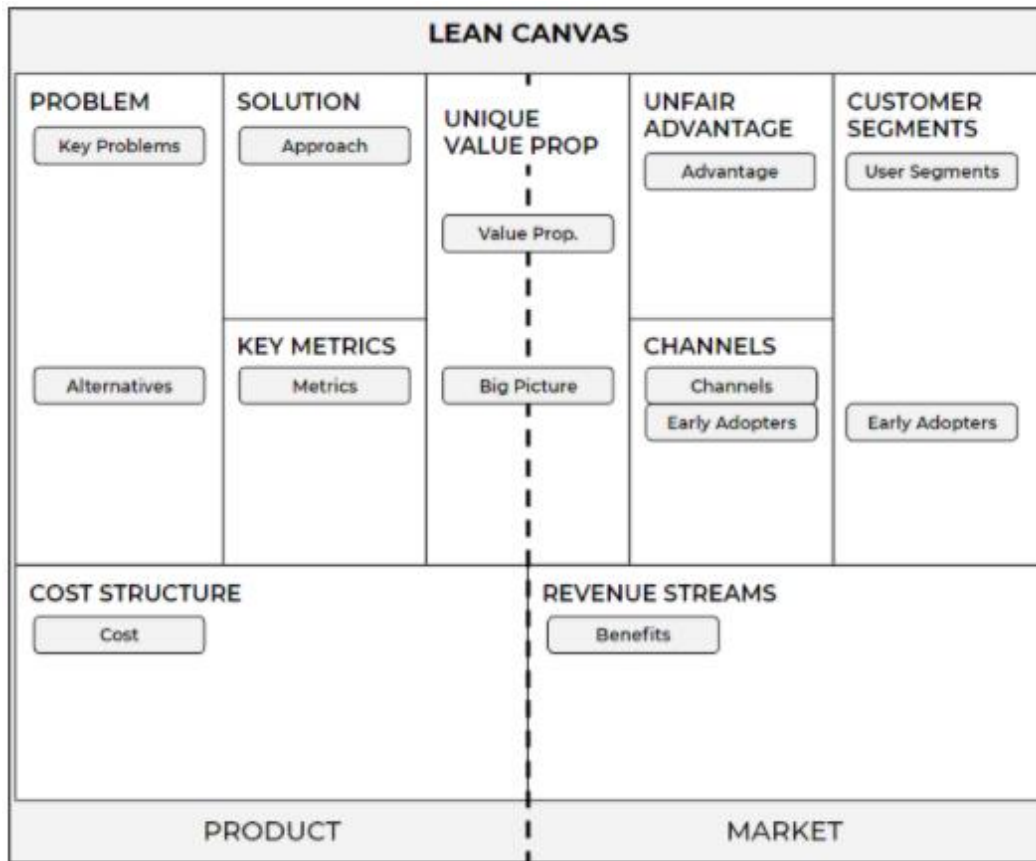 LEAN CANVAS
PROBLEM
Key Problems
Alternatives
SOLUTION
Approach
KEY METRICS
Metrics
UNIQUE
VALUE PROP
Value Prop.
Big Picture
UNFAIR
ADVANTAGE
Advantage
CHANNELS
Channels
Early Adopters
CUSTOMER
SEGMENTS
User Segments
Early Adopters
COST STRUCTURE
Cost
REVENUE STREAMS
Benefits
PRODUCT
MARKET